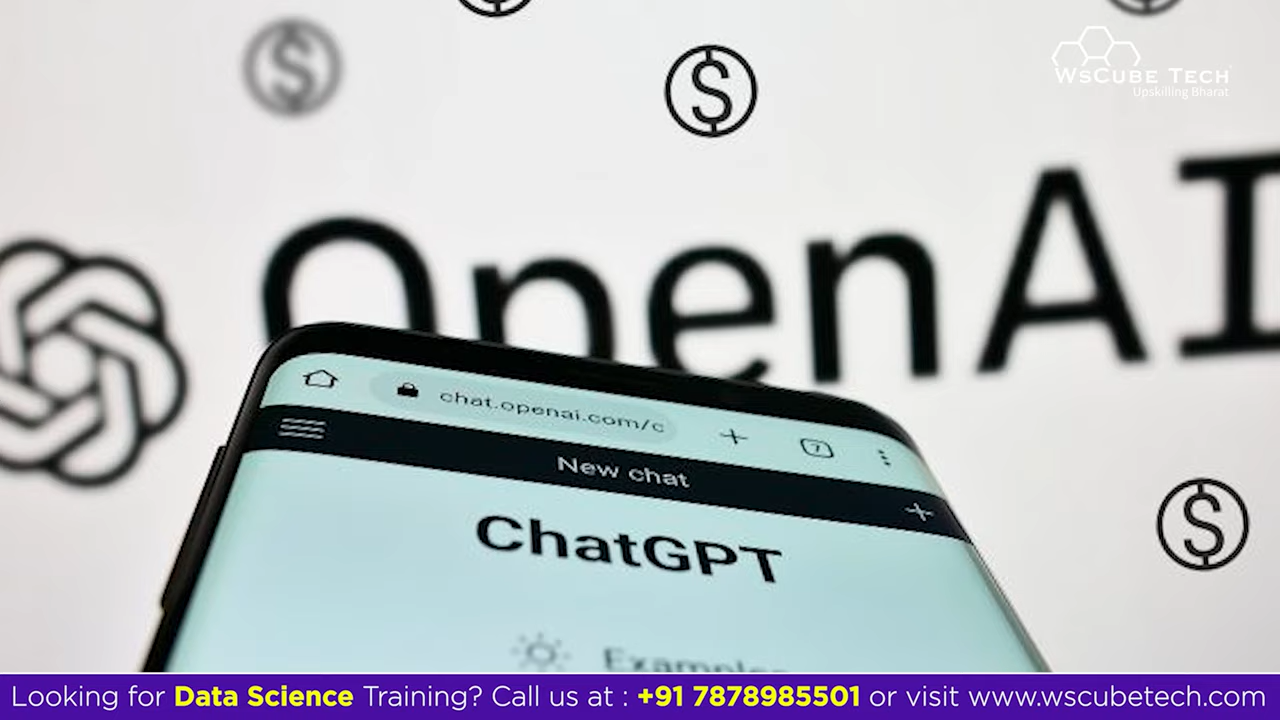 WsCube Tech
Upskilling Bharat
OpenAI
chat.openai.com/c
7
New chat
ChatGPT
Examples
Looking for Data Science Training? Call us at : +91 7878985501 or visit www.wscubetech.com